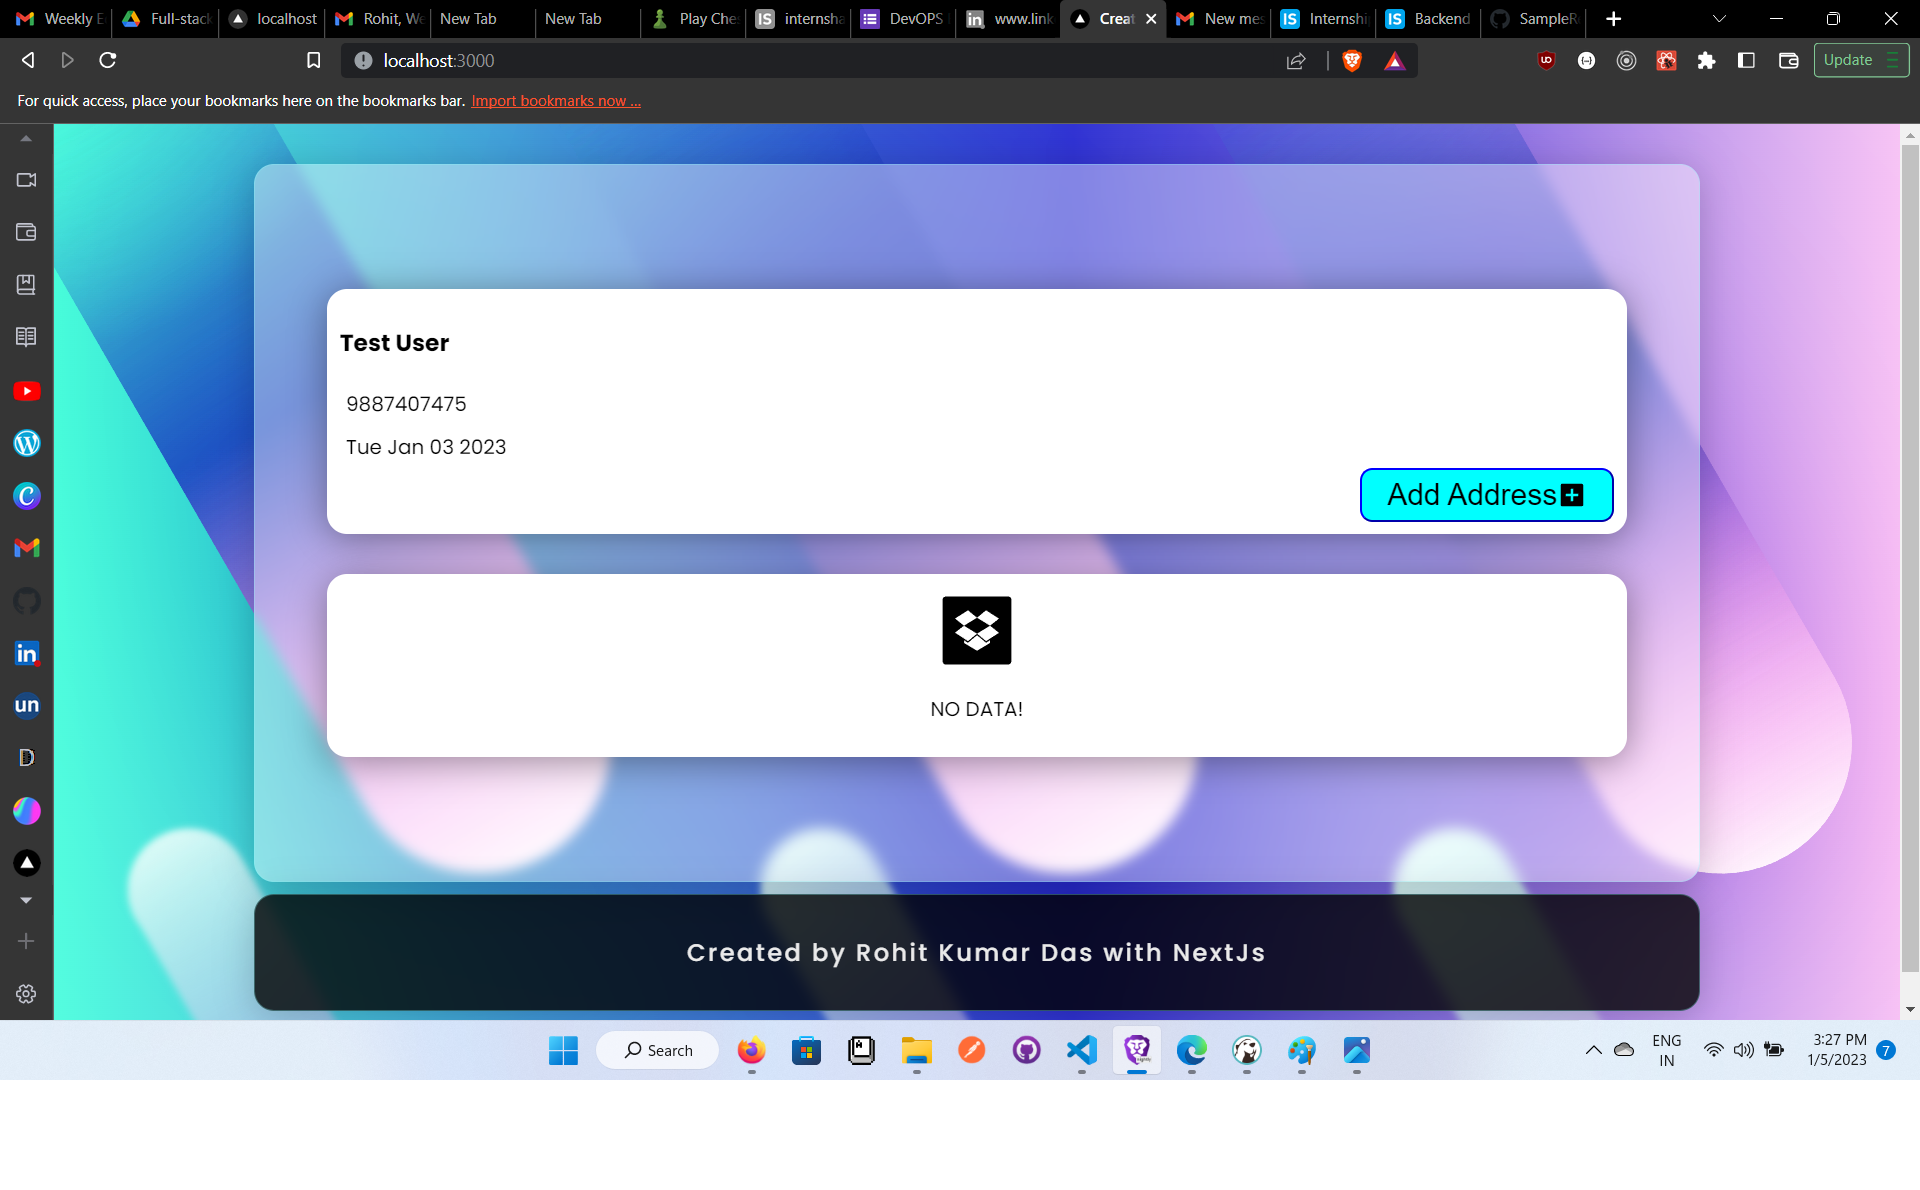 Weekly E
Full-stack
localhost
Rohit, We
New Tab
New Tab
Play Che
internsha
DevOPS
www.link
Creat
New mes
Internshi
Backend
SampleR
localhost:3000
Update
For quick access, place your bookmarks here on the bookmarks bar. Import bookmarks now ...
Test User
9887407475
Tue Jan 03 2023
Add Address
NO DATA!
Created by Rohit Kumar Das with NextJs
Search
ENG
IN
3:27 PM
1/5/2023
7